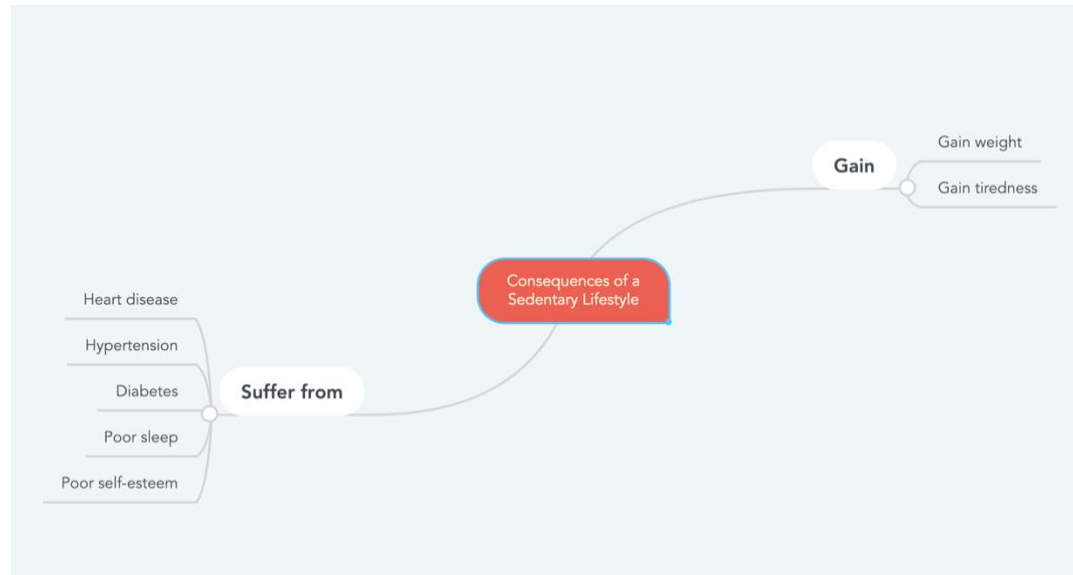 Gain
Gain weight
Gain tiredness
Consequences of a
Sedentary Lifestyle
Suffer from
Heart disease
Hypertension
Diabetes
Poor sleep
Poor self-esteem